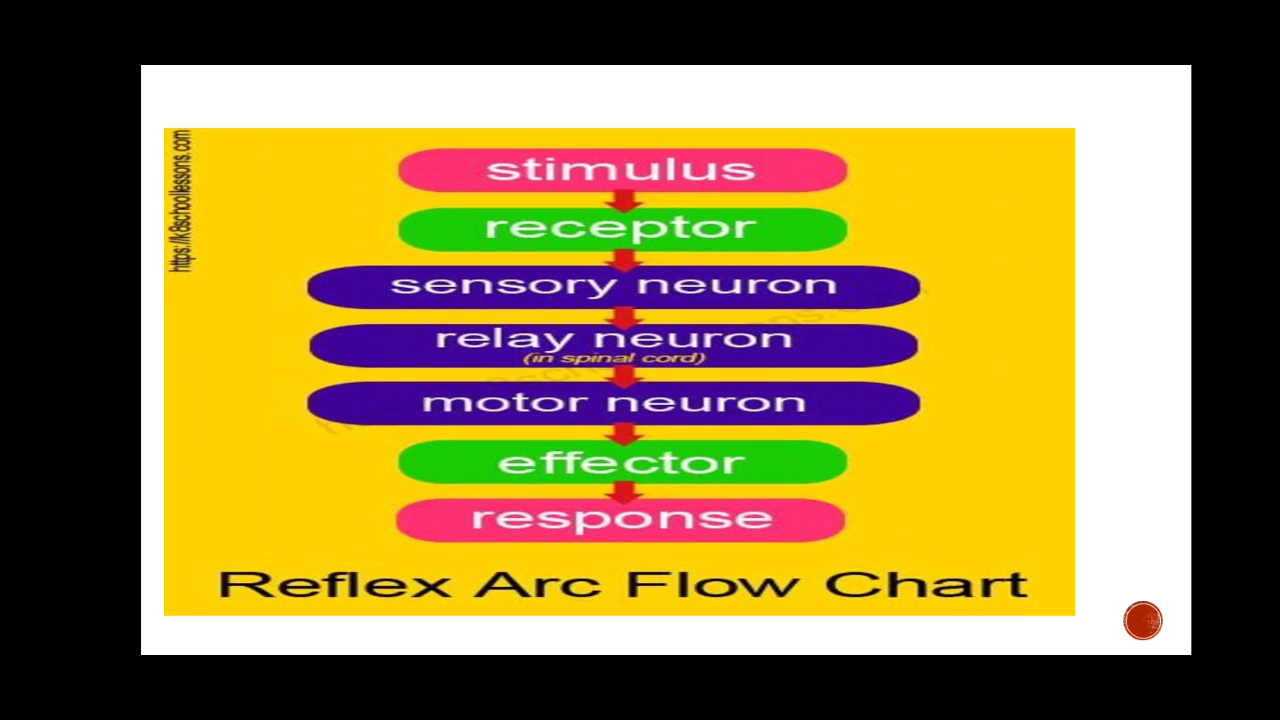 https://k8schoollessons.com
stimulus
receptor
sensory neuron
relay neuron
(in spinal cord)
motor neuron
effector
response
Reflex Arc Flow Chart